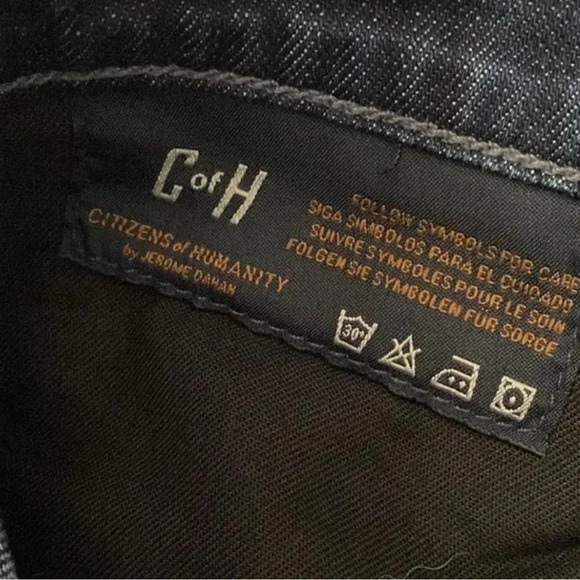 C of H
CITIZENS of HUMANITY
by JEROME DAHAN
FOLLOW SYMBOLS FOR CARE
SIGA SIMBOLOS PARA EL CUIDADO
SUIVRE SYMBOLES POUR LE SOIN
FOLGEN SIE SYMBOLEN FÜR SORGE
30°